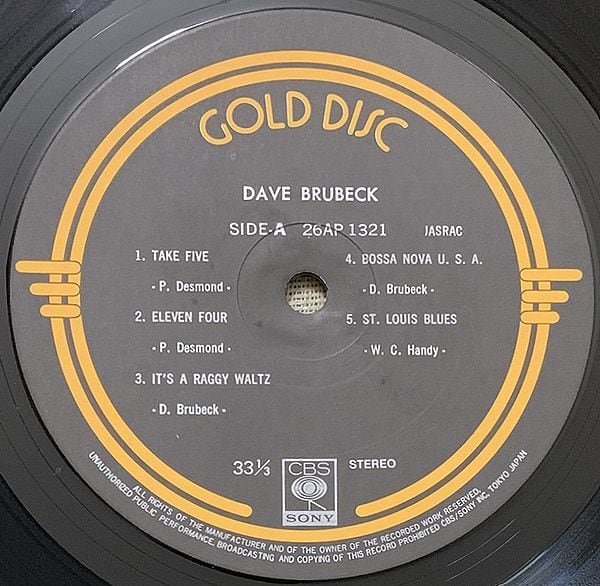 GOLD DISC
DAVE BRUBECK
SIDE-A 26AP 1321 JASRAC
1. TAKE FIVE
- P. Desmond -
2. ELEVEN FOUR
- P. Desmond -
3. IT'S A RAGGY WALTZ
- D. Brubeck -
4. BOSSA NOVA U. S. A.
- D. Brubeck -
5. ST. LOUIS BLUES
- W. C. Handy -
33⅓
CBS
SONY
STEREO
ALL RIGHTS OF THE MANUFACTURER AND OF THE OWNER OF THE RECORDED WORK RESERVED.
UNAUTHORIZED PUBLIC PERFORMANCE, BROADCASTING AND COPYING OF THIS RECORD PROHIBITED CBS/SONY INC, TOKYO JAPAN